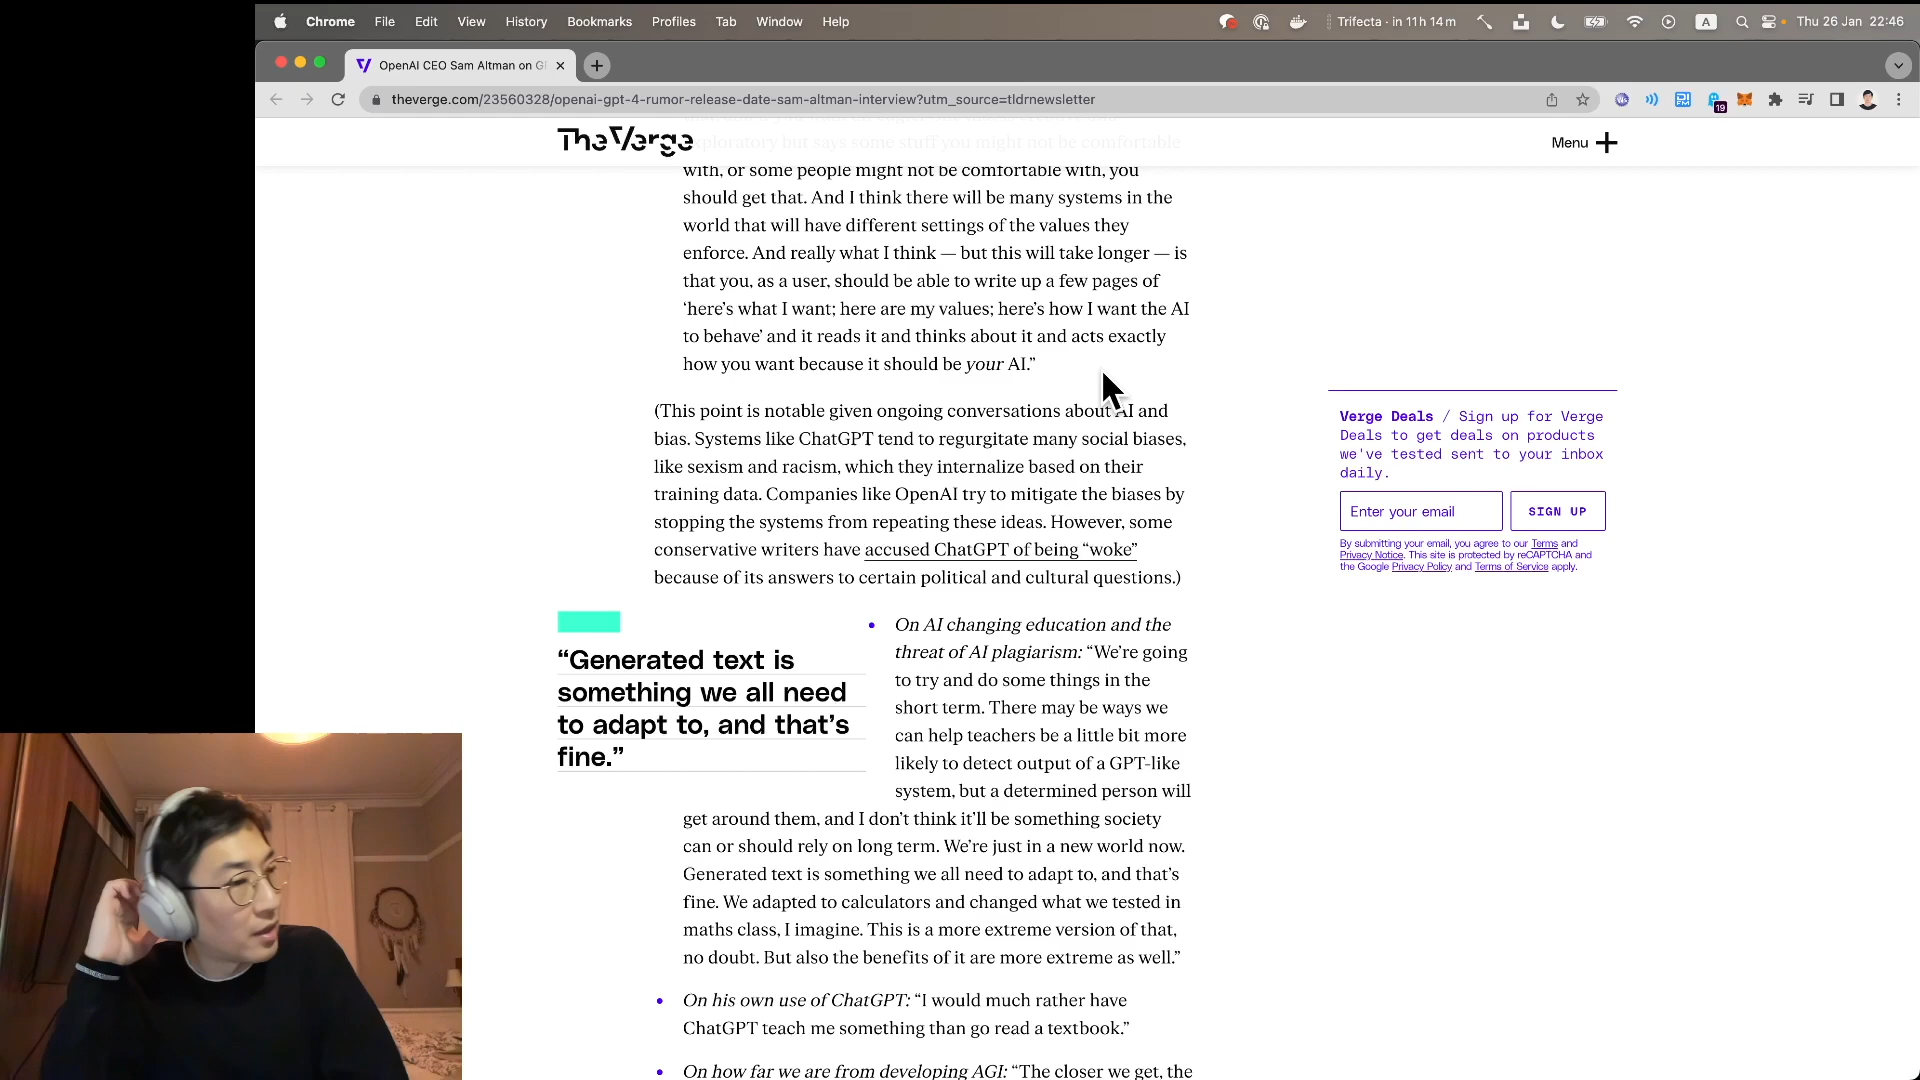 Chrome File Edit View History Bookmarks Profiles Tab Window Help
Trifecta · in 11 h 14 m
A
Thu 26 Jan 22:46
OpenAI CEO Sam Altman on G
theverge.com/23560328/openai-gpt-4-rumor-release-date-sam-altman-interview?utm_source=tldrnewsletter
19
The Verge
Menu
exploratory but says some stuff you might not be comfortable
with, or some people might not be comfortable with, you
should get that. And I think there will be many systems in the
world that will have different settings of the values they
enforce. And really what I think — but this will take longer — is
that you, as a user, should be able to write up a few pages of
‘here’s what I want; here are my values; here’s how I want the AI
to behave’ and it reads it and thinks about it and acts exactly
how you want because it should be your AI.”
(This point is notable given ongoing conversations about AI and
bias. Systems like ChatGPT tend to regurgitate many social biases,
like sexism and racism, which they internalize based on their
training data. Companies like OpenAI try to mitigate the biases by
stopping the systems from repeating these ideas. However, some
conservative writers have accused ChatGPT of being “woke”
because of its answers to certain political and cultural questions.)
“Generated text is
something we all need
to adapt to, and that’s
fine.”
• On AI changing education and the
threat of AI plagiarism: “We’re going
to try and do some things in the
short term. There may be ways we
can help teachers be a little bit more
likely to detect output of a GPT-like
system, but a determined person will
get around them, and I don’t think it’ll be something society
can or should rely on long term. We’re just in a new world now.
Generated text is something we all need to adapt to, and that’s
fine. We adapted to calculators and changed what we tested in
maths class, I imagine. This is a more extreme version of that,
no doubt. But also the benefits of it are more extreme as well.”
• On his own use of ChatGPT: “I would much rather have
ChatGPT teach me something than go read a textbook.”
• On how far we are from developing AGI: “The closer we get, the
Verge Deals / Sign up for Verge
Deals to get deals on products
we've tested sent to your inbox
daily.
Enter your email
SIGN UP
By submitting your email, you agree to our Terms and
Privacy Notice. This site is protected by reCAPTCHA and
the Google Privacy Policy and Terms of Service apply.